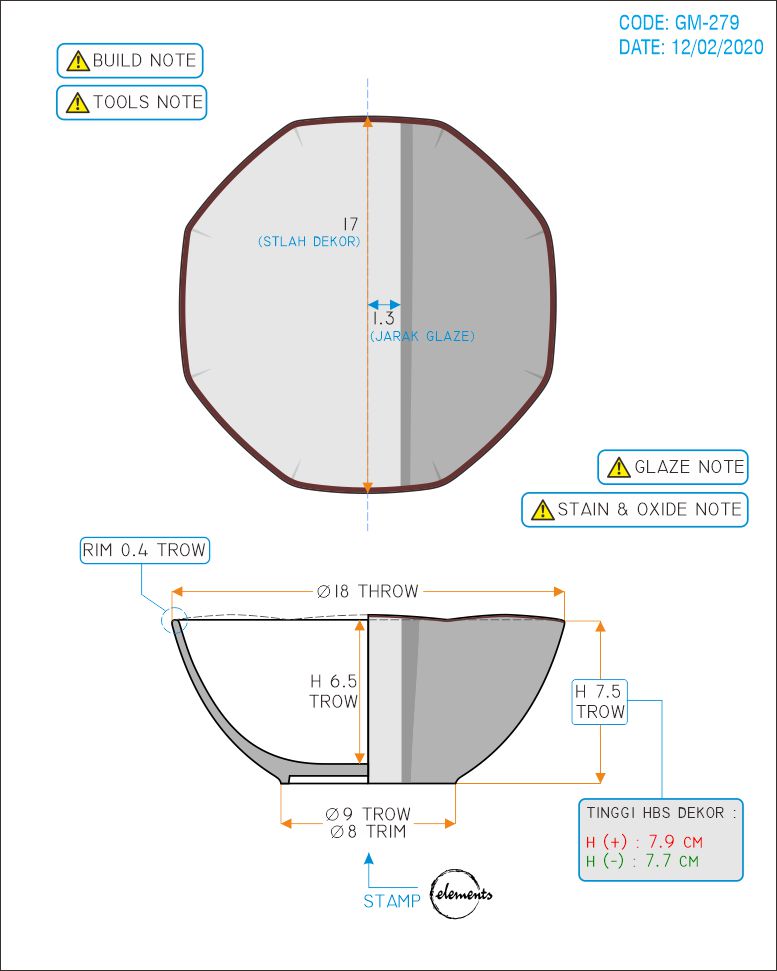 CODE: GM-279
DATE: 12/02/2020
BUILD NOTE
TOOLS NOTE
17
(STLAH DEKOR)
1.3
(JARAK GLAZE)
GLAZE NOTE
STAIN & OXIDE NOTE
RIM 0.4 TROW
∅18 THROW
H 6.5
TROW
H 7.5
TROW
∅9 TROW
∅8 TRIM
TINGGI HBS DEKOR :
H (+) : 7.9 CM
H (-) : 7.7 CM
STAMP
elements